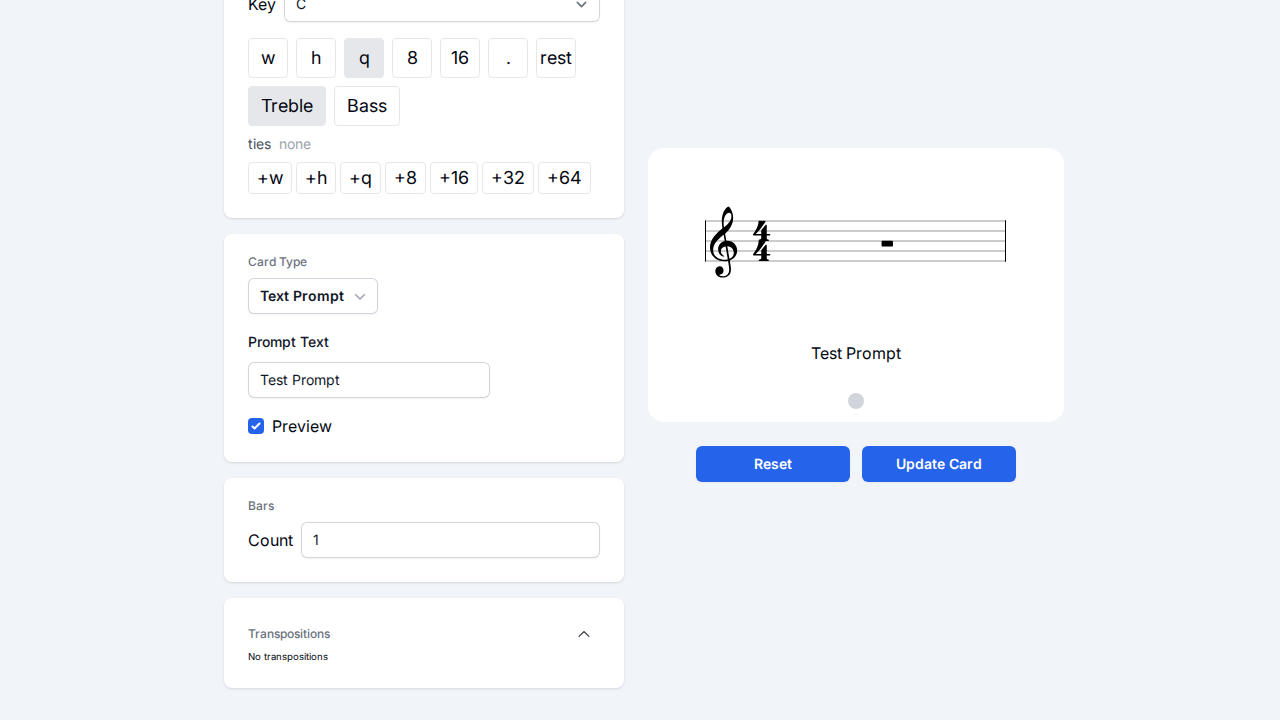 Key C
w h q 8 16 . rest
Treble Bass
ties none
+w +h +q +8 +16 +32 +64
Card Type
Text Prompt
Prompt Text
Test Prompt
Preview
Bars
Count 1
Transpositions
No transpositions
4
4
Test Prompt
Reset Update Card